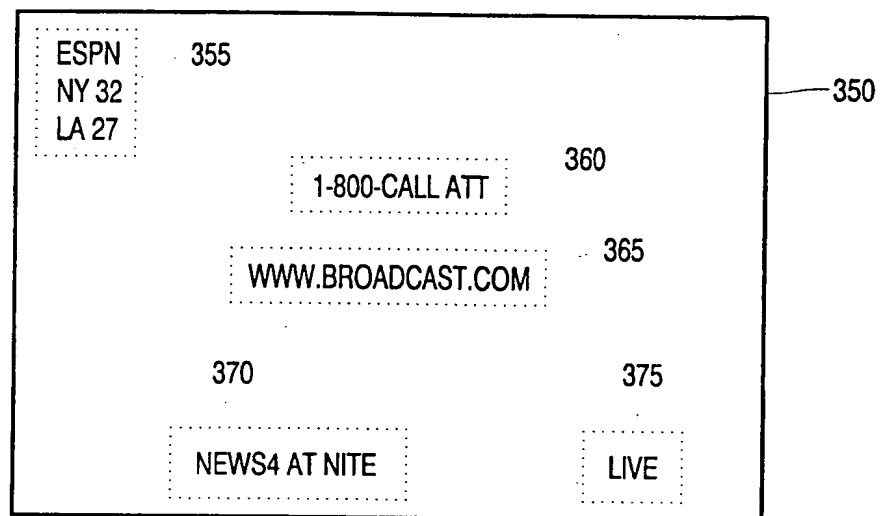 ESPN
355
NY 32
350
LA 27
360
1-800-CALL ATT
365
WWW.BROADCAST.COM
370
375
NEWS4 AT NITE
LIVE